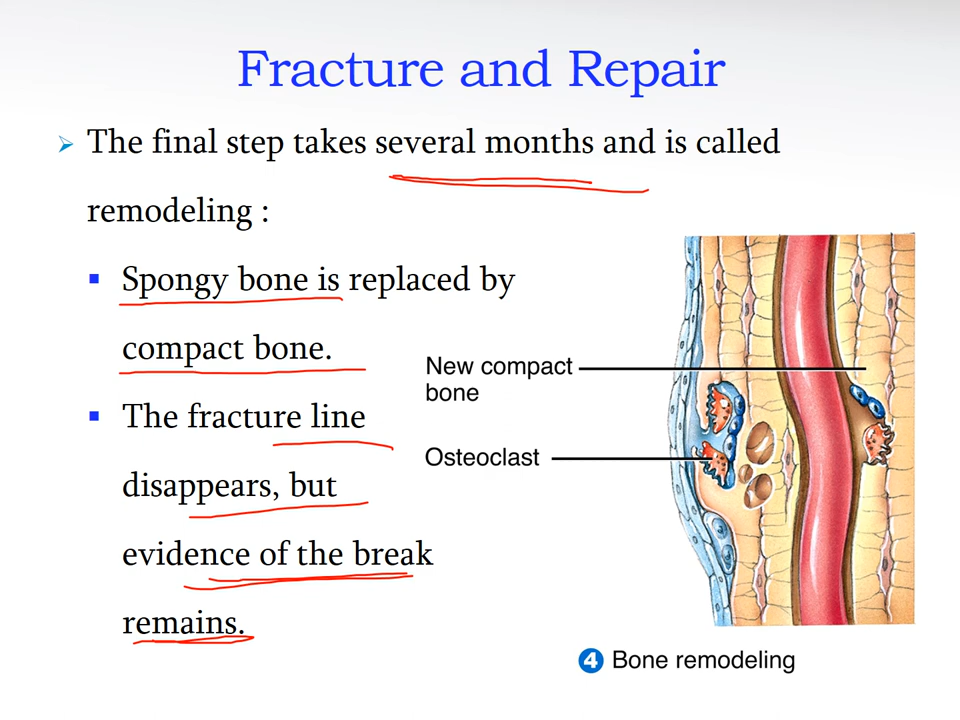 Fracture and Repair
➢ The final step takes several months and is called
remodeling :
▪ Spongy bone is replaced by
compact bone.
▪ The fracture line
disappears, but
evidence of the break
remains.
New compact
bone
Osteoclast
4 Bone remodeling